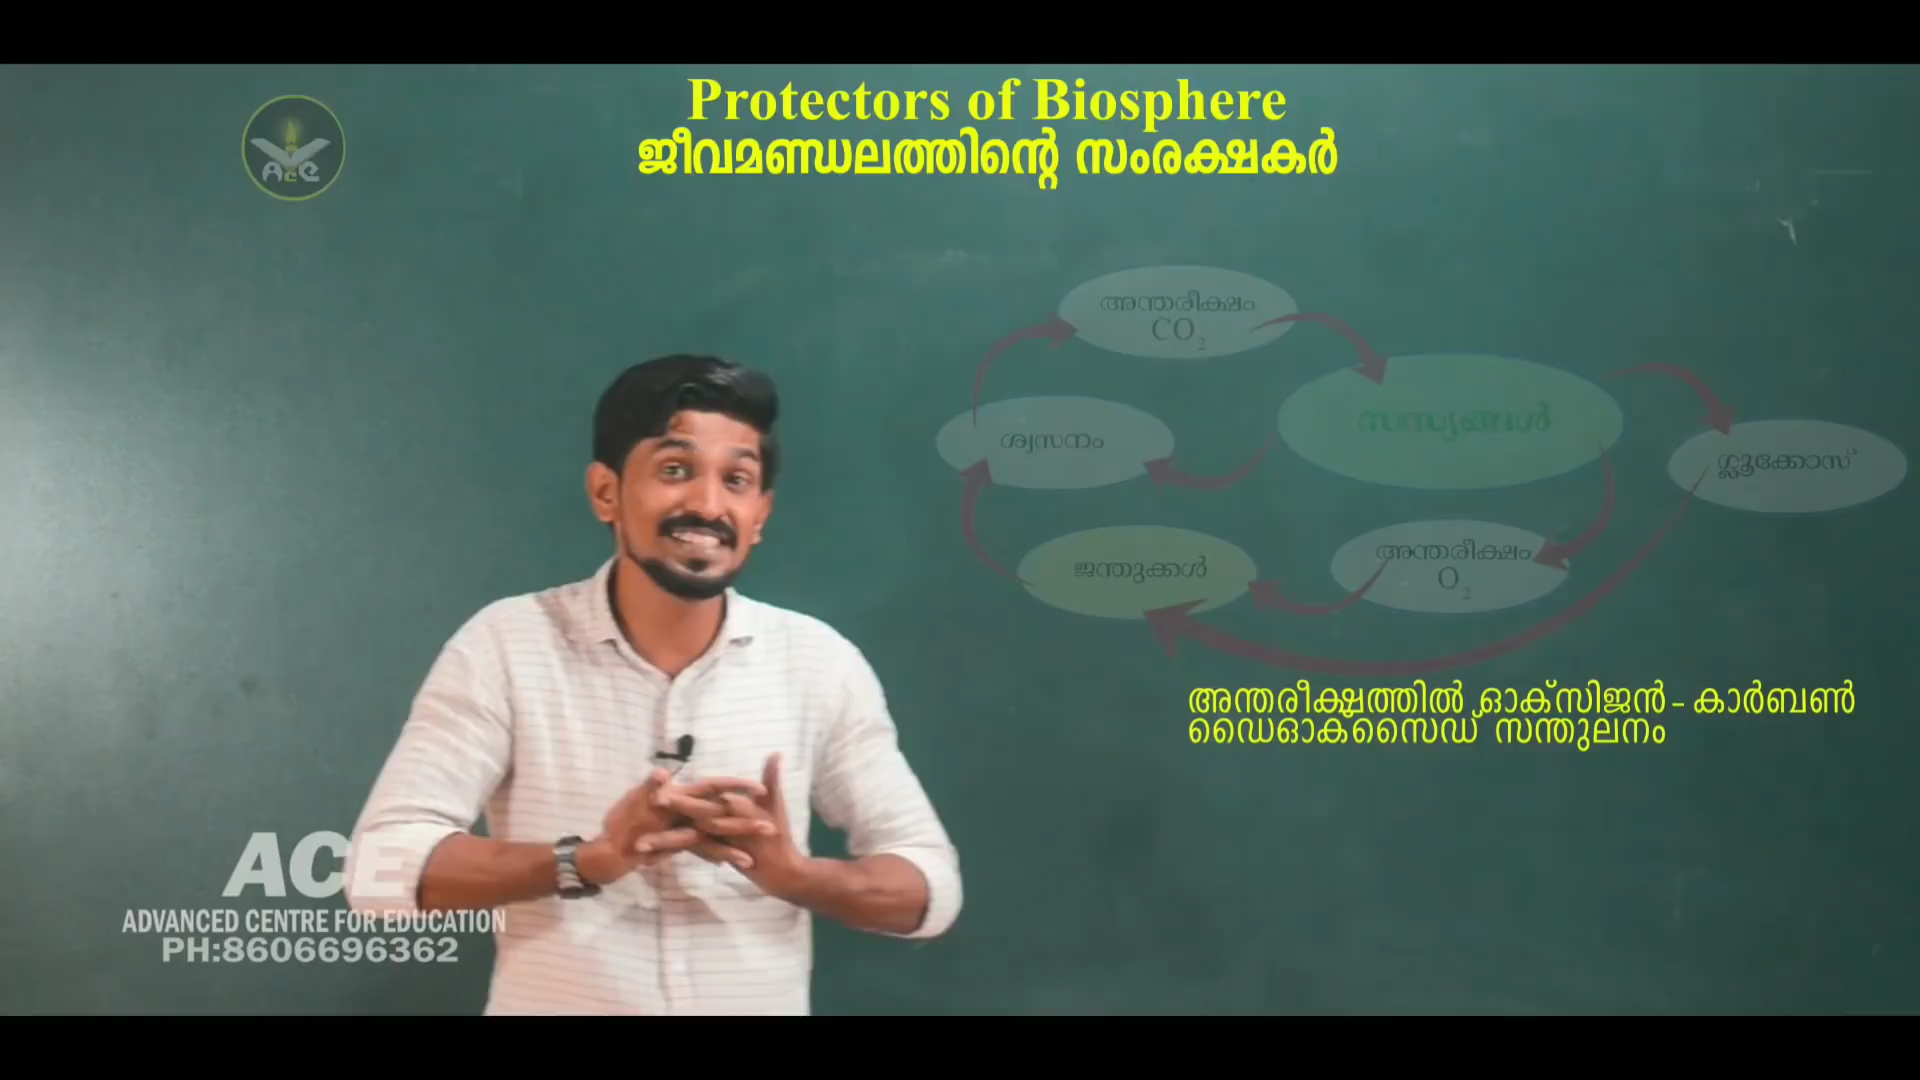 Protectors of Biosphere
ജീവമണ്ഡലത്തിന്റെ സംരക്ഷകർ
AcE
അന്തരീക്ഷം
CO₂
സസ്യങ്ങൾ
ശ്വസനം
ഗ്ലൂക്കോസ്
അന്തരീക്ഷം
O₂
ജന്തുക്കൾ
അന്തരീക്ഷത്തിൽ ഓക്സിജൻ - കാർബൺ
ഡൈഓക്സൈഡ് സന്തുലനം
ACE
ADVANCED CENTRE FOR EDUCATION
PH:8606696362